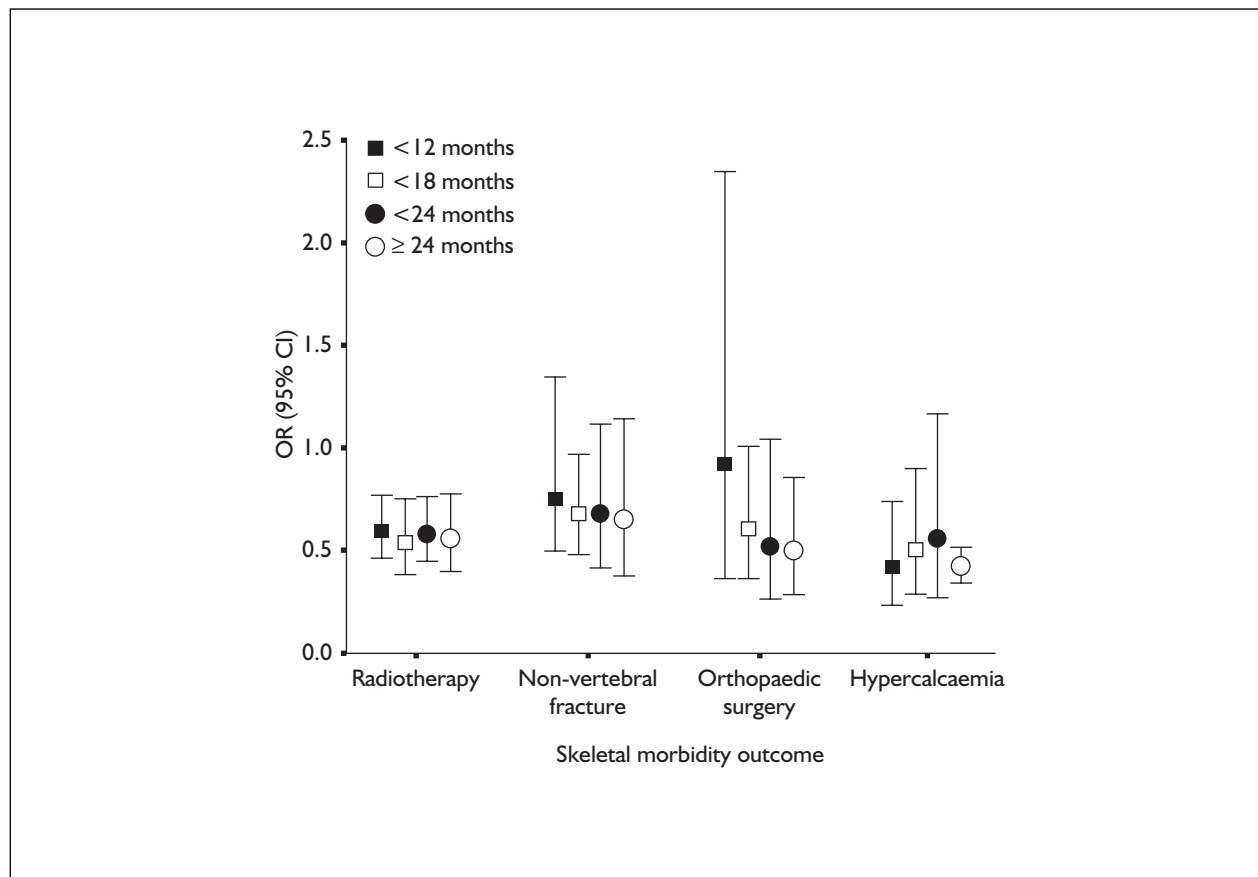 2.5
2.0
1.5
1.0
0.5
0.0
OR (95% CI)
<12 months
<18 months
<24 months
≥ 24 months
Radiotherapy
Non-vertebral
fracture
Orthopaedic
surgery
Hypercalcaemia
Skeletal morbidity outcome